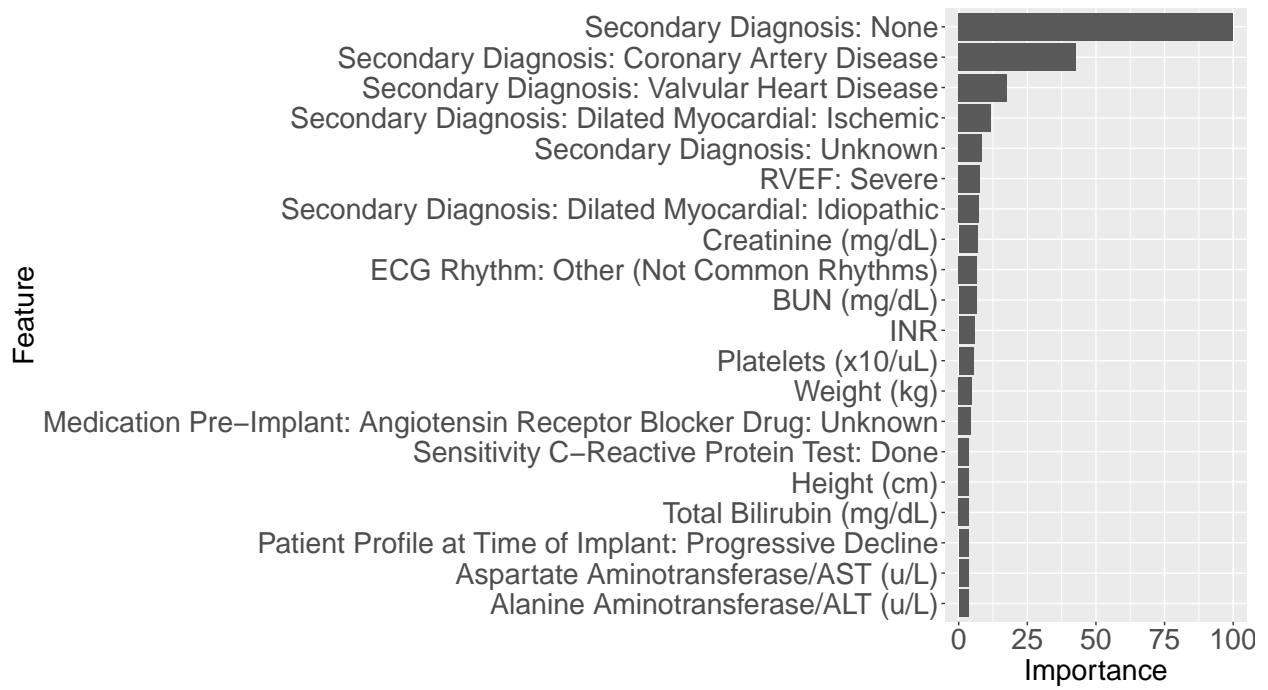 Secondary Diagnosis: None
Secondary Diagnosis: Coronary Artery Disease
Secondary Diagnosis: Valvular Heart Disease
Secondary Diagnosis: Dilated Myocardial: Ischemic
Secondary Diagnosis: Unknown
RVEF: Severe
Secondary Diagnosis: Dilated Myocardial: Idiopathic
Creatinine (mg/dL)
ECG Rhythm: Other (Not Common Rhythms)
BUN (mg/dL)
INR
Platelets (x10/uL)
Weight (kg)
Medication Pre−Implant: Angiotensin Receptor Blocker Drug: Unknown
Sensitivity C−Reactive Protein Test: Done
Height (cm)
Total Bilirubin (mg/dL)
Patient Profile at Time of Implant: Progressive Decline
Aspartate Aminotransferase/AST (u/L)
Alanine Aminotransferase/ALT (u/L)
Feature
0 25 50 75 100
Importance